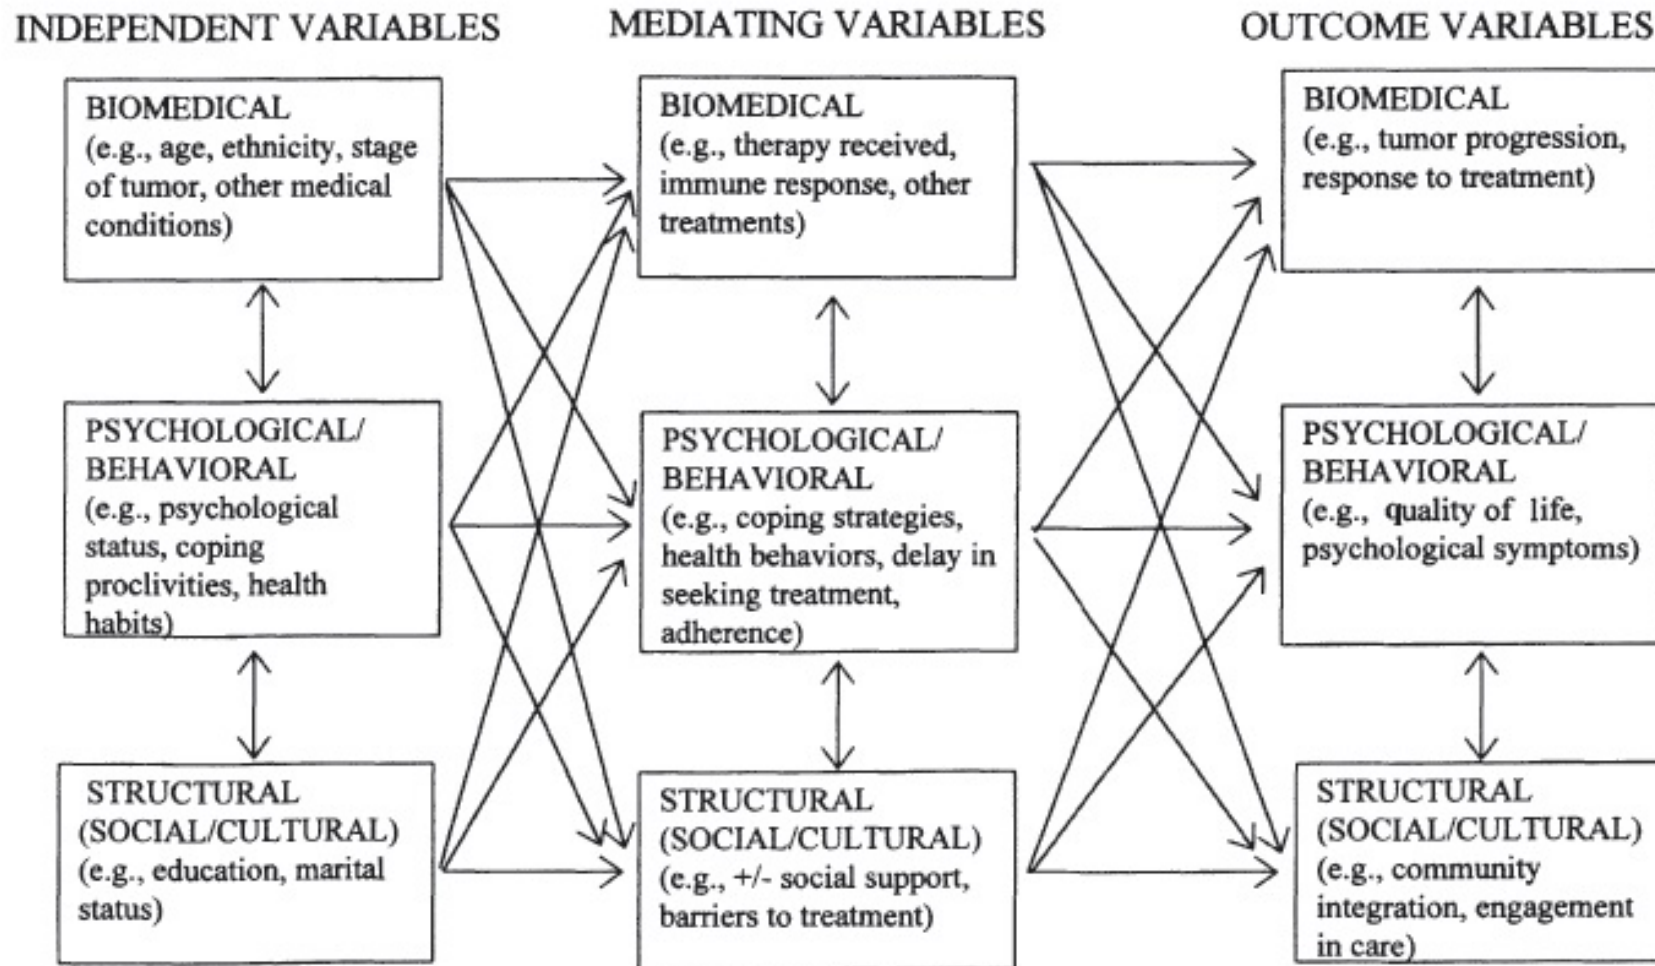 INDEPENDENT VARIABLES
MEDIATING VARIABLES
OUTCOME VARIABLES
BIOMEDICAL
(e.g., age, ethnicity, stage
of tumor, other medical
conditions)
BIOMEDICAL
(e.g., therapy received,
immune response, other
treatments)
BIOMEDICAL
(e.g., tumor progression,
response to treatment)
PSYCHOLOGICAL/
BEHAVIORAL
(e.g., psychological
status, coping
proclivities, health
habits)
PSYCHOLOGICAL/
BEHAVIORAL
(e.g., coping strategies,
health behaviors, delay in
seeking treatment,
adherence)
PSYCHOLOGICAL/
BEHAVIORAL
(e.g., quality of life,
psychological symptoms)
STRUCTURAL
(SOCIAL/CULTURAL)
(e.g., education, marital
status)
STRUCTURAL
(SOCIAL/CULTURAL)
(e.g., +/- social support,
barriers to treatment)
STRUCTURAL
(SOCIAL/CULTURAL)
(e.g., community
integration, engagement
in care)